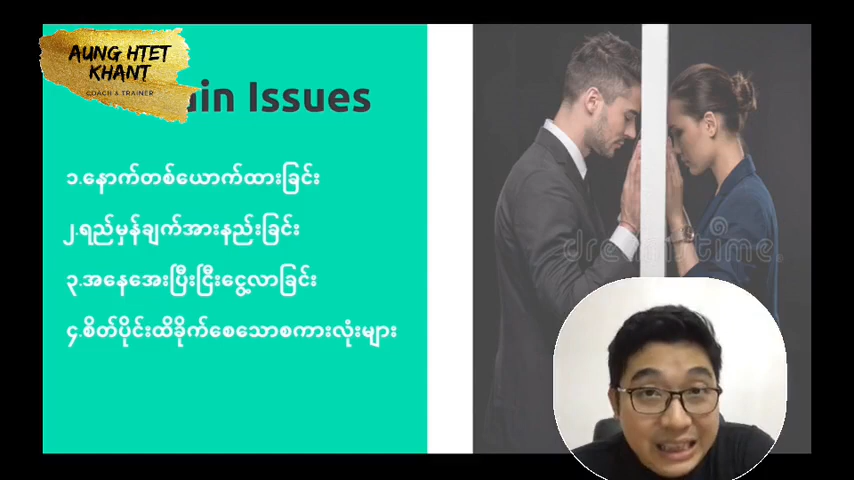 AUNG HTET
KHANT
COACH & TRAINER
Issues
၁.နောက်တစ်ယောက်ထားခြင်း
၂.ရည်မှန်ချက်အားနည်းခြင်း
၃.အနေအေးပြီးငြီးငွေ့လာခြင်း
၄.စိတ်ပိုင်းထိခိုက်စေသောစကားလုံးများ
dreamstime.